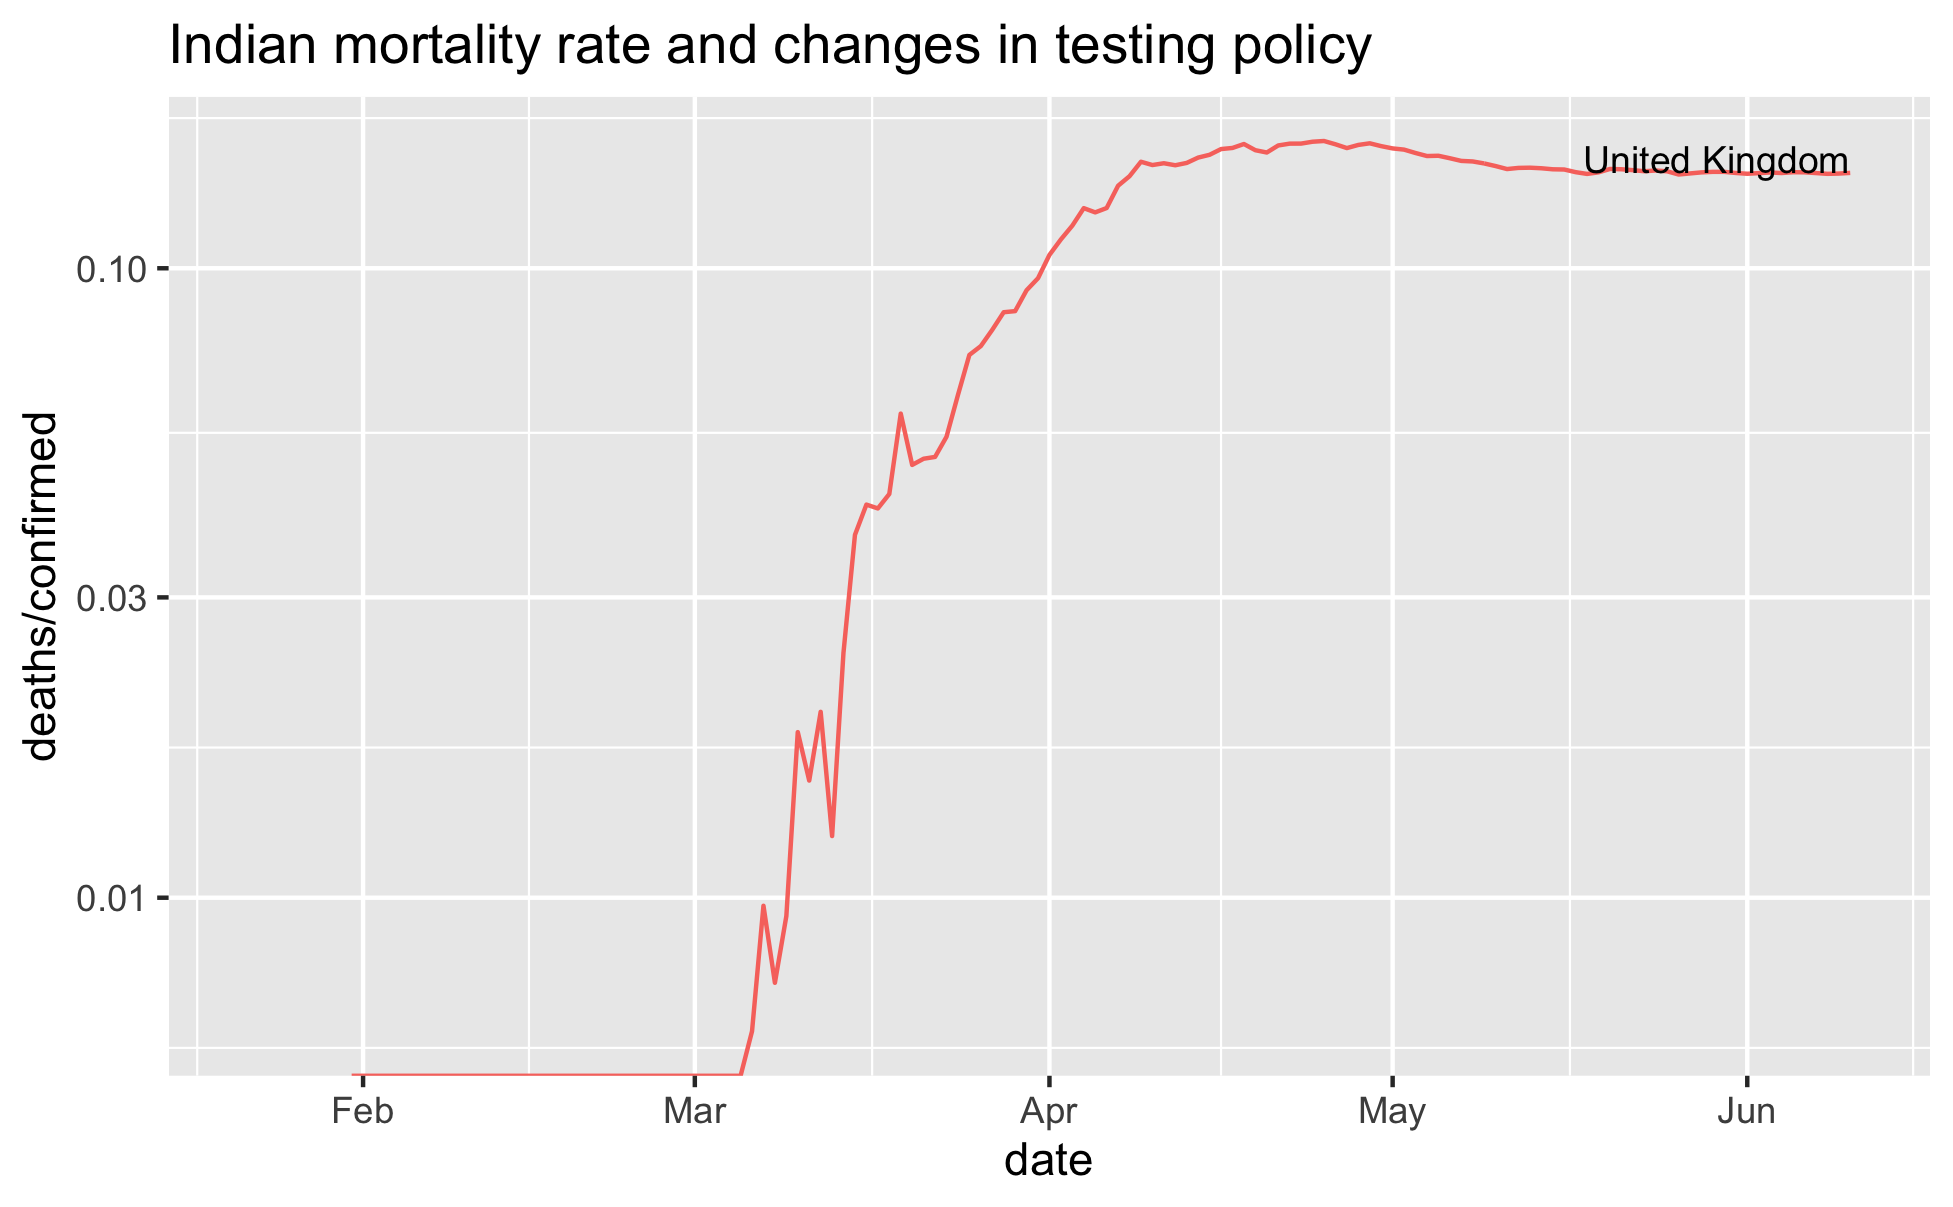 Indian mortality rate and changes in testing policy
United Kingdom
0.10
0.03
0.01
deaths/confirmed
Feb Mar Apr May Jun
date